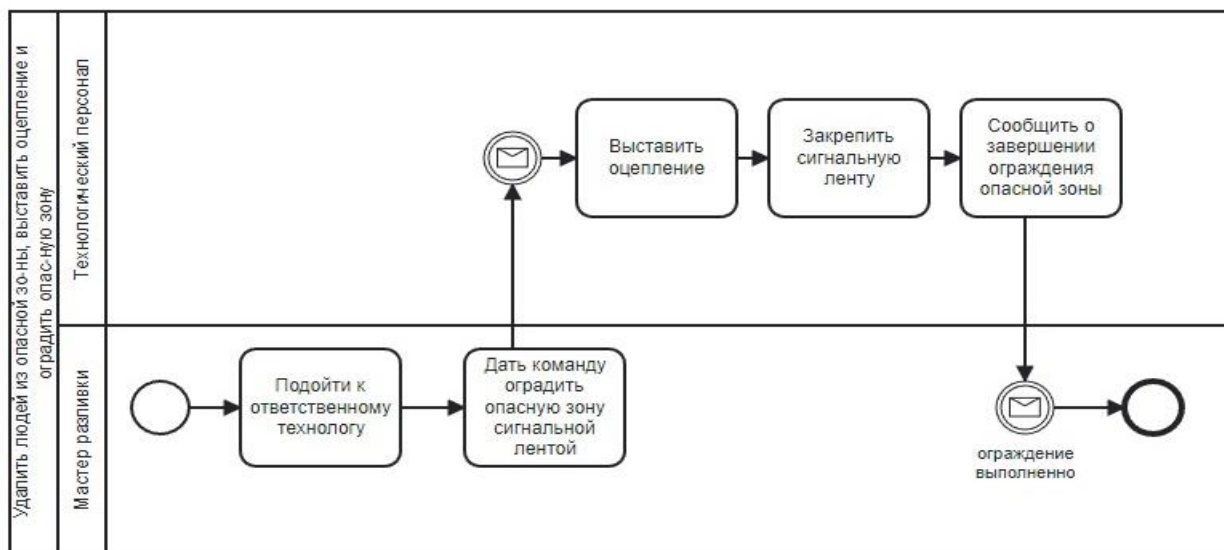 Удалить людей из опасной зо-ны, выставить оцепление и
оградить опас-ную зону
Технологический персонал
Выставить
оцепление
Закрепить
сигнальную
ленту
Сообщить о
завершении
ограждения
опасной зоны
Мастер разливки
Подойти к
ответственному
технологу
Дать команду
оградить
опасную зону
сигнальной
лентой
ограждение
выполненно